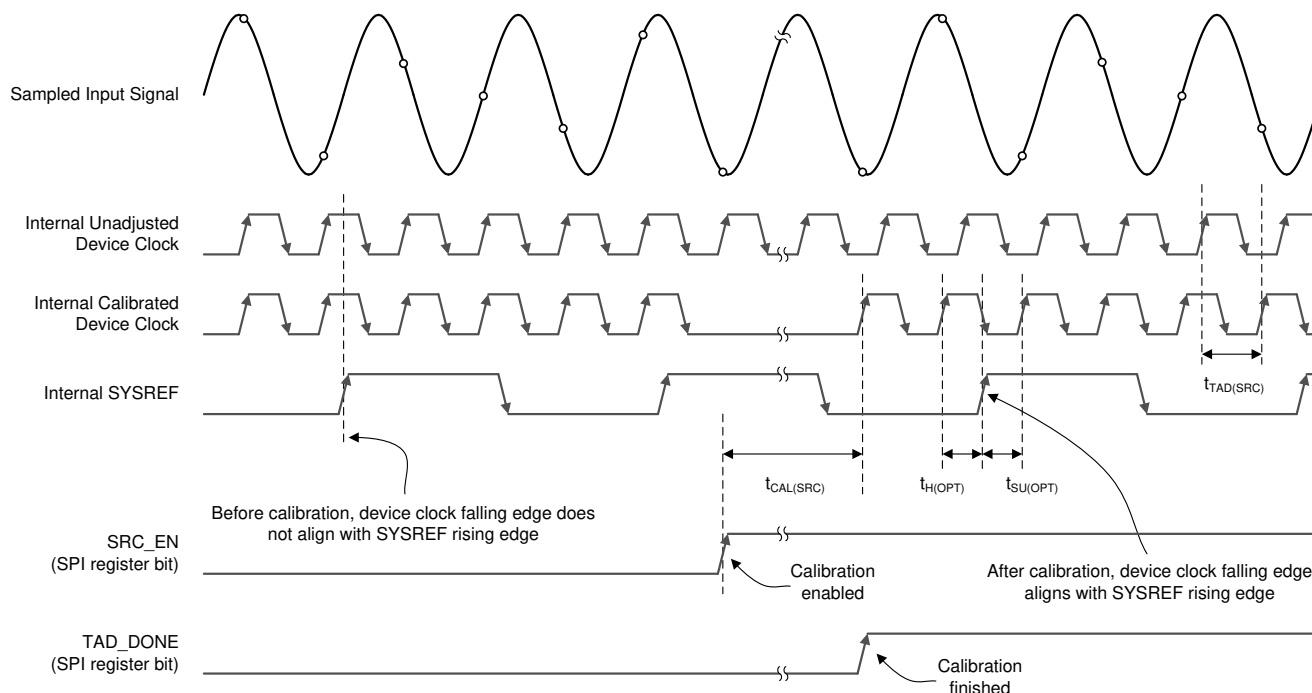 Sampled Input Signal
Internal Unadjusted
Device Clock
Internal Calibrated
Device Clock
Internal SYSREF
tTAD(SRC)
tCAL(SRC)
tH(OPT)
tSU(OPT)
Before calibration, device clock falling edge does
not align with SYSREF rising edge
SRC_EN
(SPI register bit)
Calibration
enabled
After calibration, device clock falling edge
aligns with SYSREF rising edge
TAD_DONE
(SPI register bit)
Calibration
finished